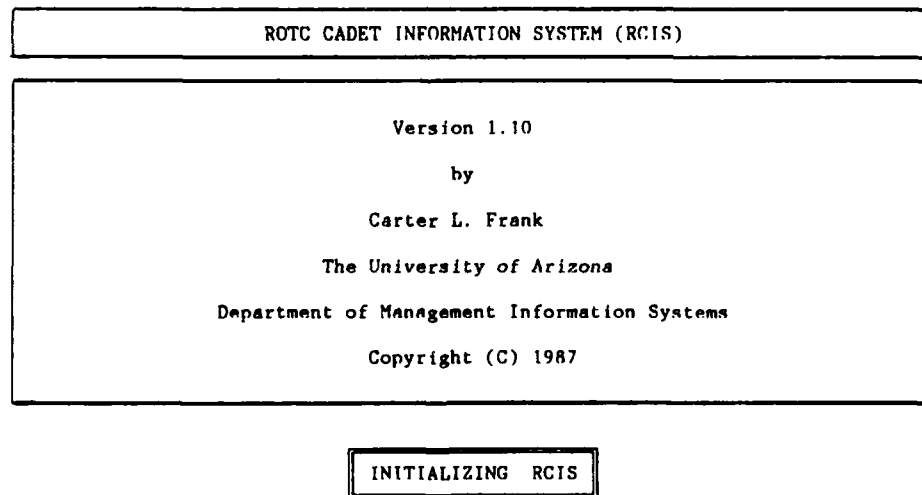 ROTC CADET INFORMATION SYSTEM (RCIS)
Version 1.10
by
Carter L. Frank
The University of Arizona
Department of Management Information Systems
Copyright (C) 1987
INITIALIZING RCIS